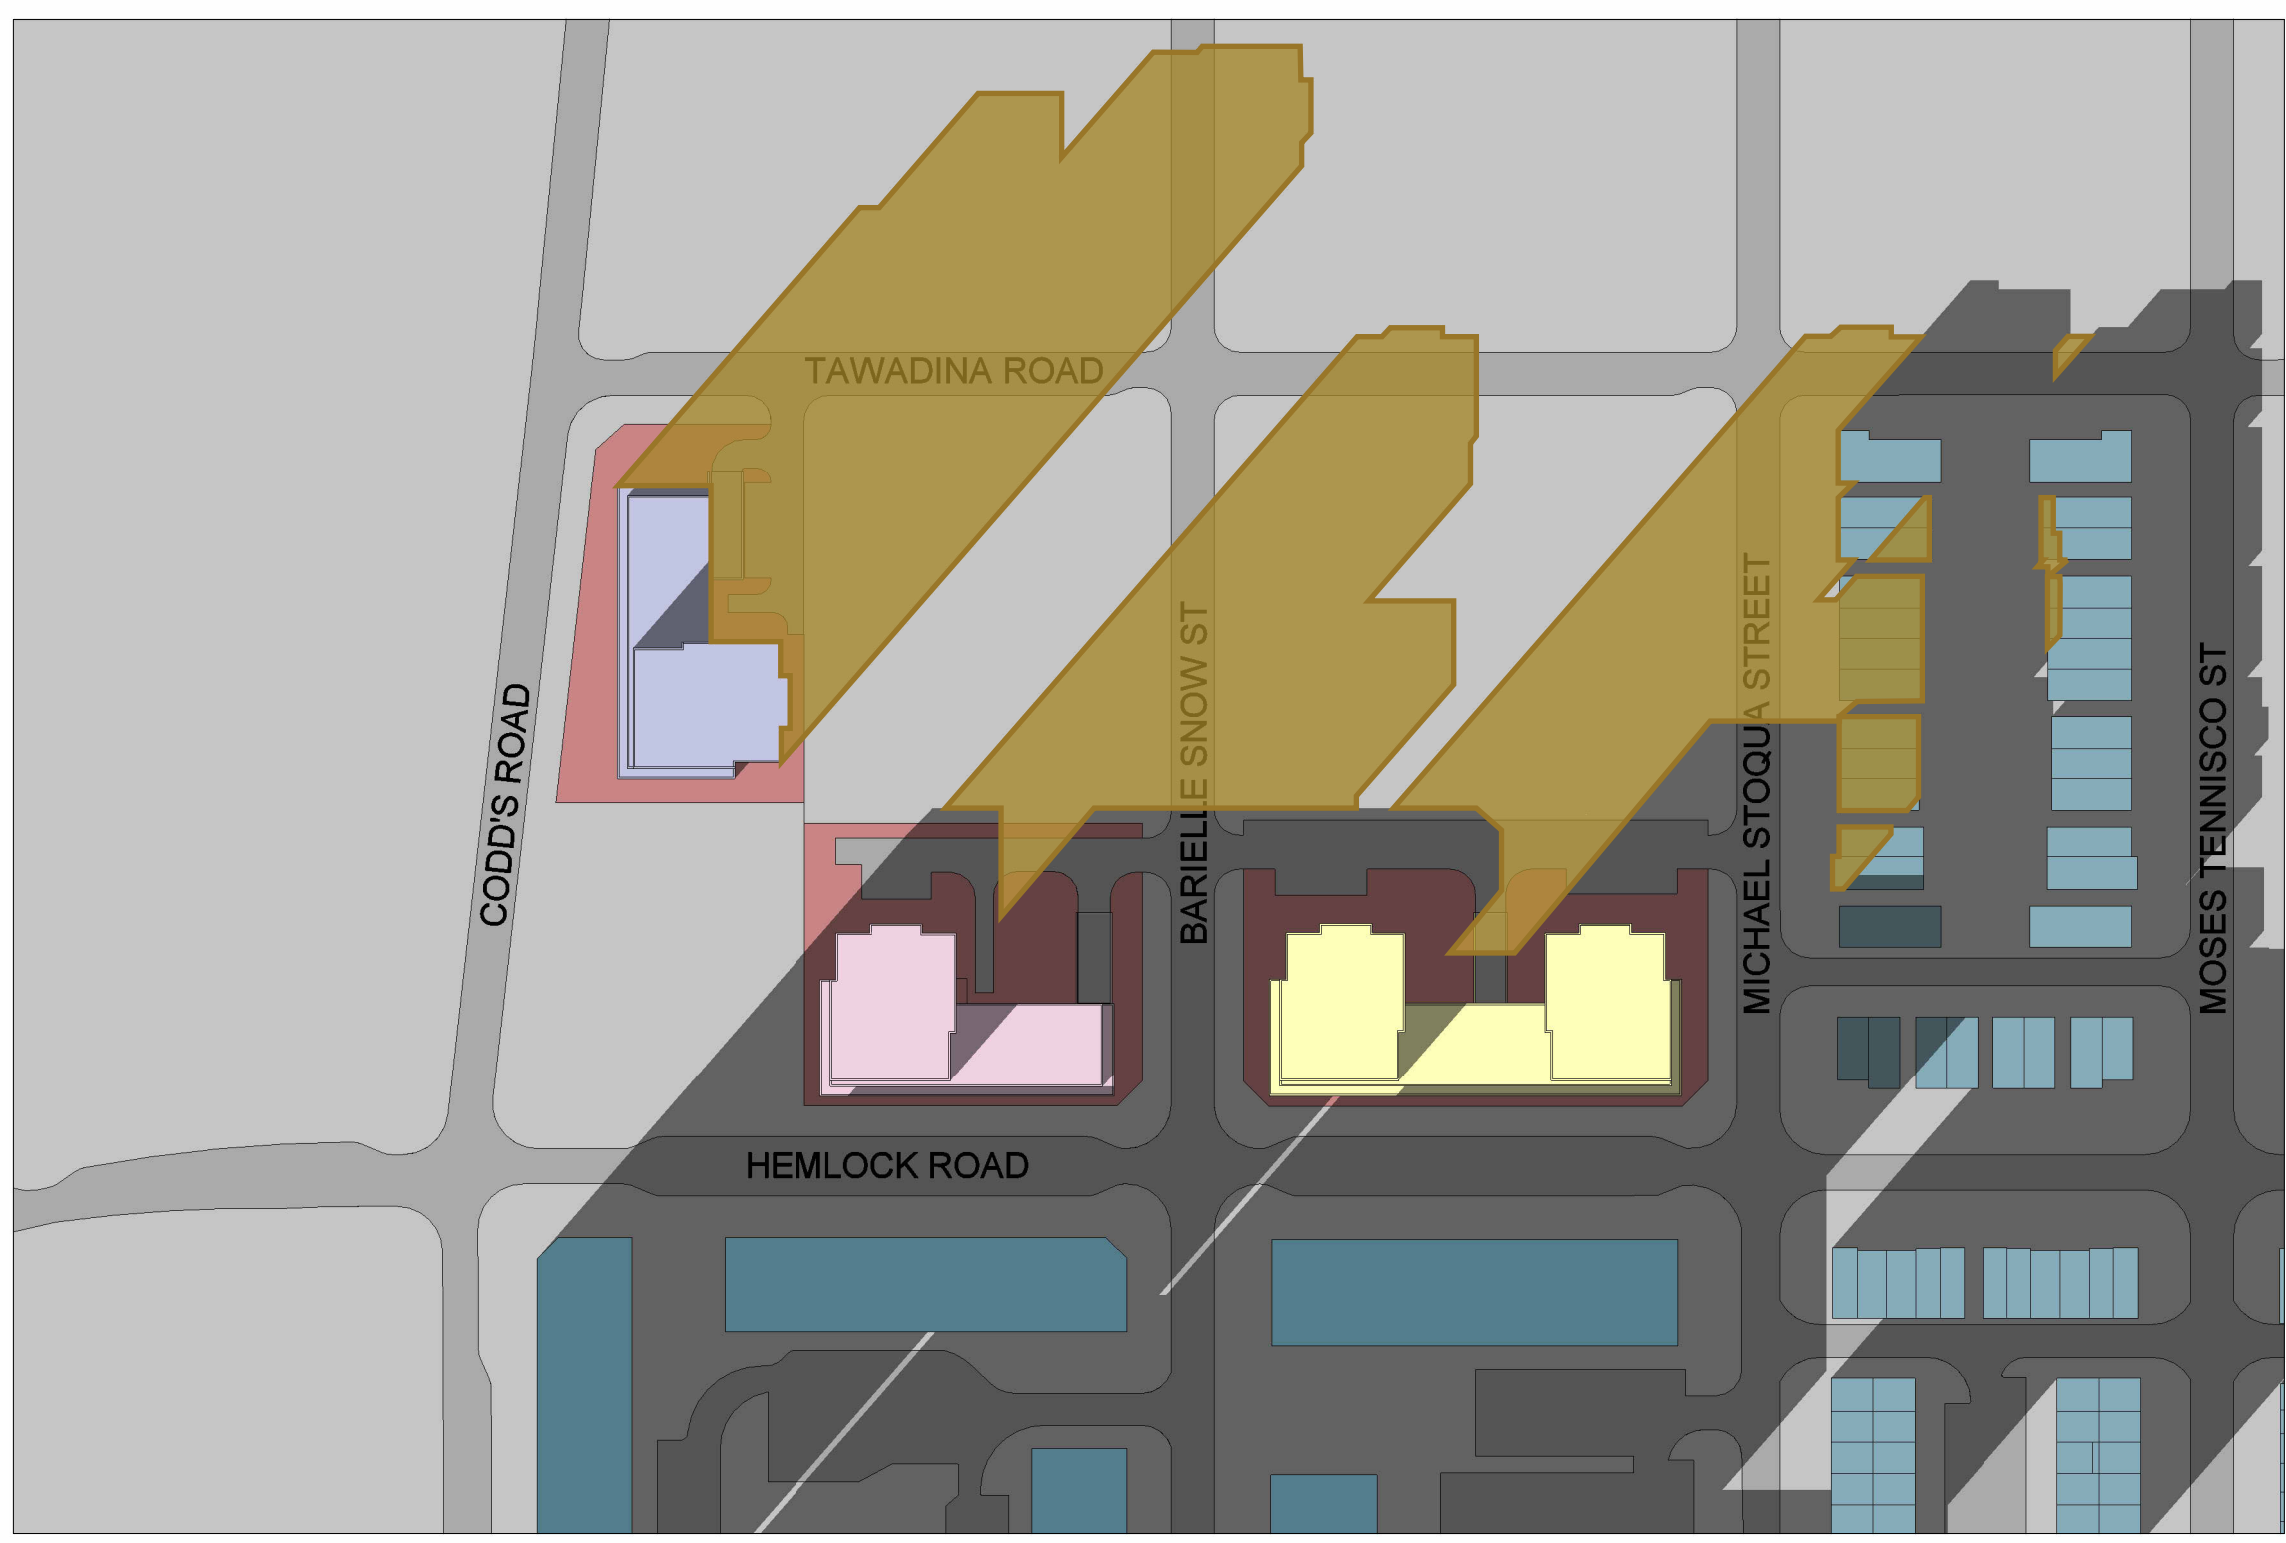 TAWADINA ROAD
CODD'S ROAD
BARIELLE SNOW ST
MICHAEL STOQUA STREET
MOSES TENNISCO ST
HEMLOCK ROAD